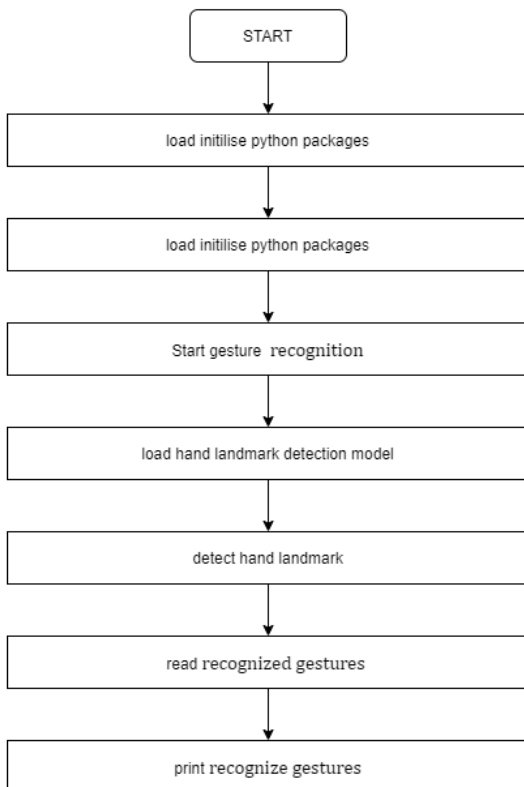 START
load initilise python packages
load initilise python packages
Start gesture recognition
load hand landmark detection model
detect hand landmark
read recognized gestures
print recognize gestures